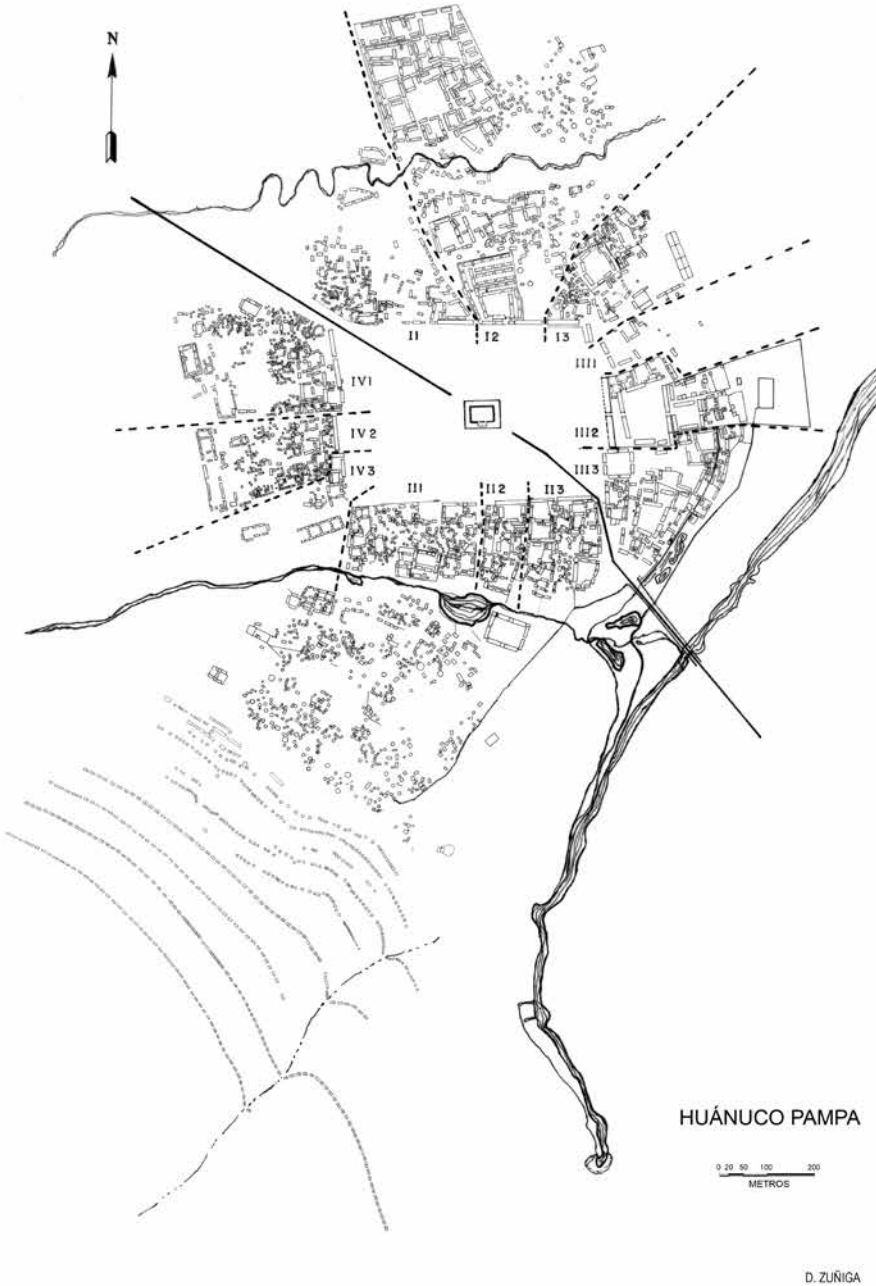 N
I1 I2 I3
III1
IV1
IV2
III2
IV3
III3
II1 II2 II3
HUÁNUCO PAMPA
0 20 50 100 200
METROS
D. ZUÑIGA